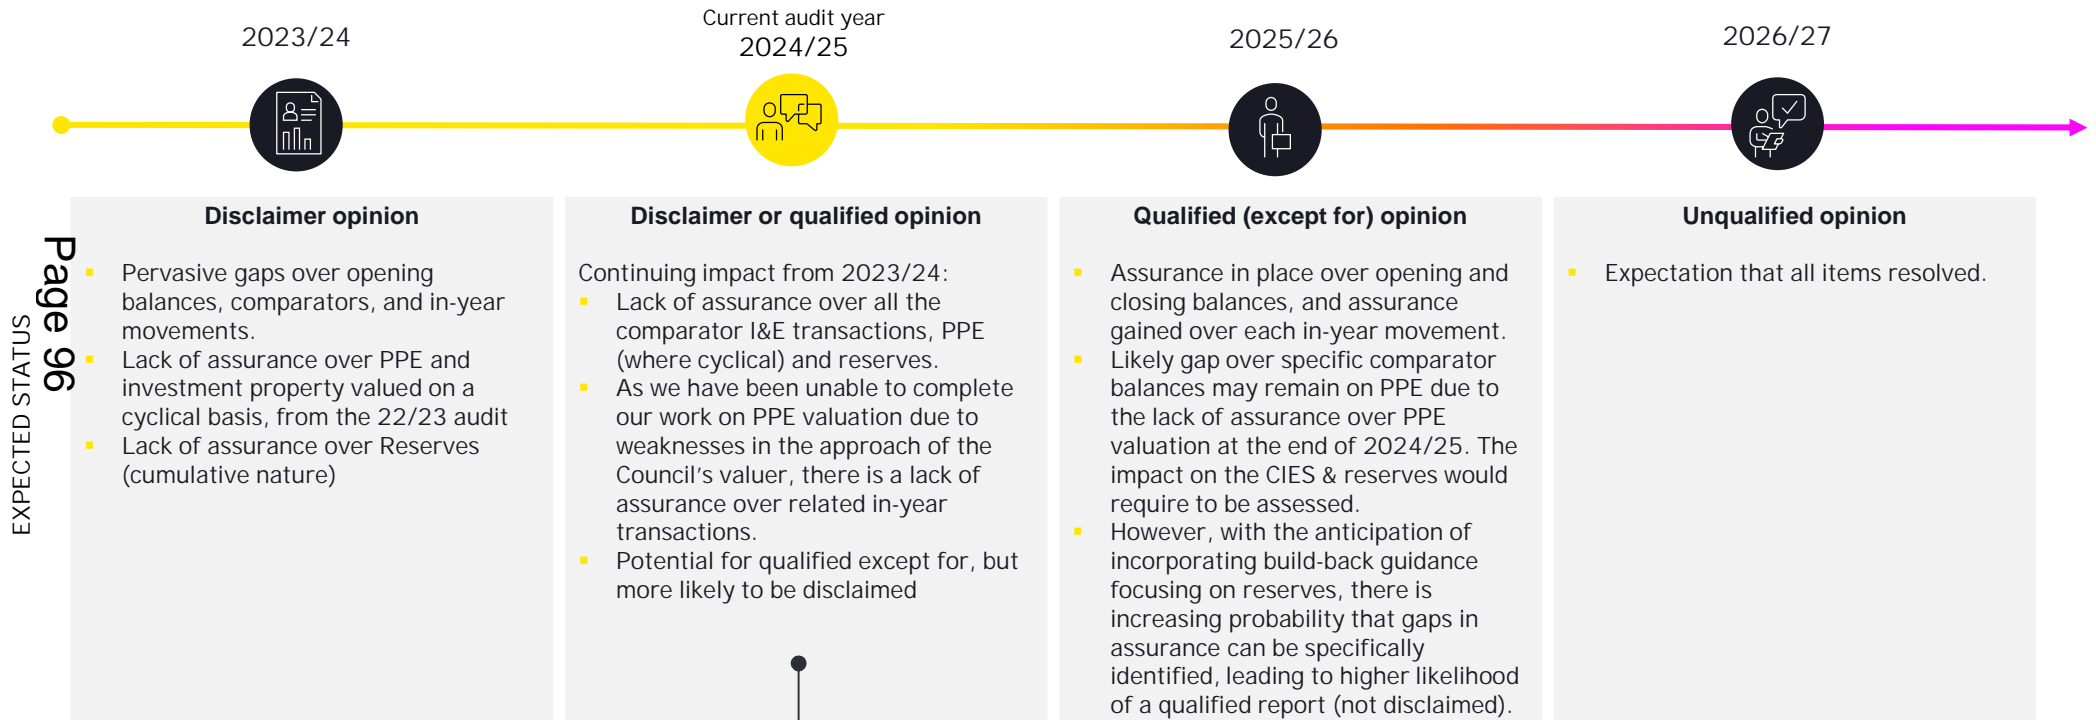 2023/24
Current audit year
2024/25
2025/26
2026/27
EXPECTED STATUS
Page 96
Disclaimer opinion
▪ Pervasive gaps over opening
balances, comparators, and in-year
movements.
▪ Lack of assurance over PPE and
investment property valued on a
cyclical basis, from the 22/23 audit
▪ Lack of assurance over Reserves
(cumulative nature)
Disclaimer or qualified opinion
Continuing impact from 2023/24:
▪ Lack of assurance over all the
comparator I&E transactions, PPE
(where cyclical) and reserves.
▪ As we have been unable to complete
our work on PPE valuation due to
weaknesses in the approach of the
Council's valuer, there is a lack of
assurance over related in-year
transactions.
▪ Potential for qualified except for, but
more likely to be disclaimed
Qualified (except for) opinion
▪ Assurance in place over opening and
closing balances, and assurance
gained over each in-year movement.
▪ Likely gap over specific comparator
balances may remain on PPE due to
the lack of assurance over PPE
valuation at the end of 2024/25. The
impact on the CIES & reserves would
require to be assessed.
▪ However, with the anticipation of
incorporating build-back guidance
focusing on reserves, there is
increasing probability that gaps in
assurance can be specifically
identified, leading to higher likelihood
of a qualified report (not disclaimed).
Unqualified opinion
▪ Expectation that all items resolved.